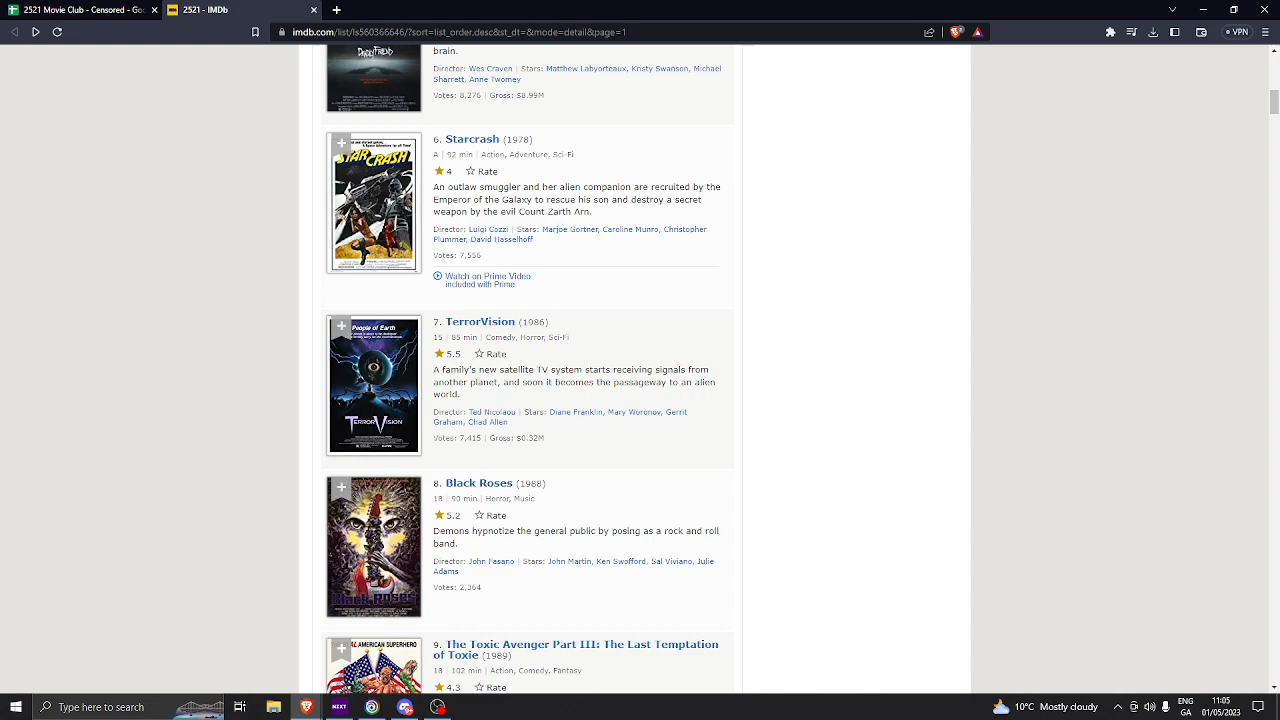 2521 Movie Club - Censored - Goo
2521 - IMDb
imdb.com/list/ls560366646/?sort=list_order.desc&st_dt=&mode=detail&page=1
2
VPN
DEADLY FRIEND
brain.
Director: Wes Craven | Stars: Matthew Labyorteaux, Kristy Swanson, Michael
Sharrett, Anne Twomey
Votes: 8,276 | Gross: $8.99M
STAR CRASH
6. Starcrash (1978)
A | 92 min | Action, Adventure, Sci-Fi
4 Rate
An outlaw smuggler and her alien companion are recruited by the
Emperor of the Galaxy to rescue his son and destroy a secret
weapon by the evil Count Zarth Arn.
Director: Luigi Cozzi | Stars: Marjoe Gortner, Caroline Munro, Christopher
Plummer, David Hasselhoff
Votes: 7,556
Watch on Prime Video
included with Prime
People of Earth
TERRORVISION
7. TerrorVision (1986)
15 | 85 min | Comedy, Horror, Sci-Fi
5.5 Rate
A family's new satellite TV system starts receiving signals from
another planet, and soon it becomes the passageway to an alien
world.
Director: Ted Nicolaou | Stars: Diane Franklin, Mary Woronov, Gerrit
Graham, Chad Allen
Votes: 7,415 | Gross: $0.32M
Black Roses
8. Black Roses (1988)
18 | 90 min | Horror, Music
5.2 Rate
Demons hypnotize the general public by posing as a rock and roll
band.
Director: John Fasano | Stars: John Martin, Ken Swofford, Sal Viviano, Julie
Adams
Votes: 2,364
AMERICAN SUPERHERO
9. The Toxic Avenger Part III: The Last Temptation
of Toxie (1989)
18 | 102 min | Action, Comedy, Fantasy
4.3 Rate
Type here to search
NEXT
10°C Mostly cloudy
ENG
GA
11:05
01/05/2023